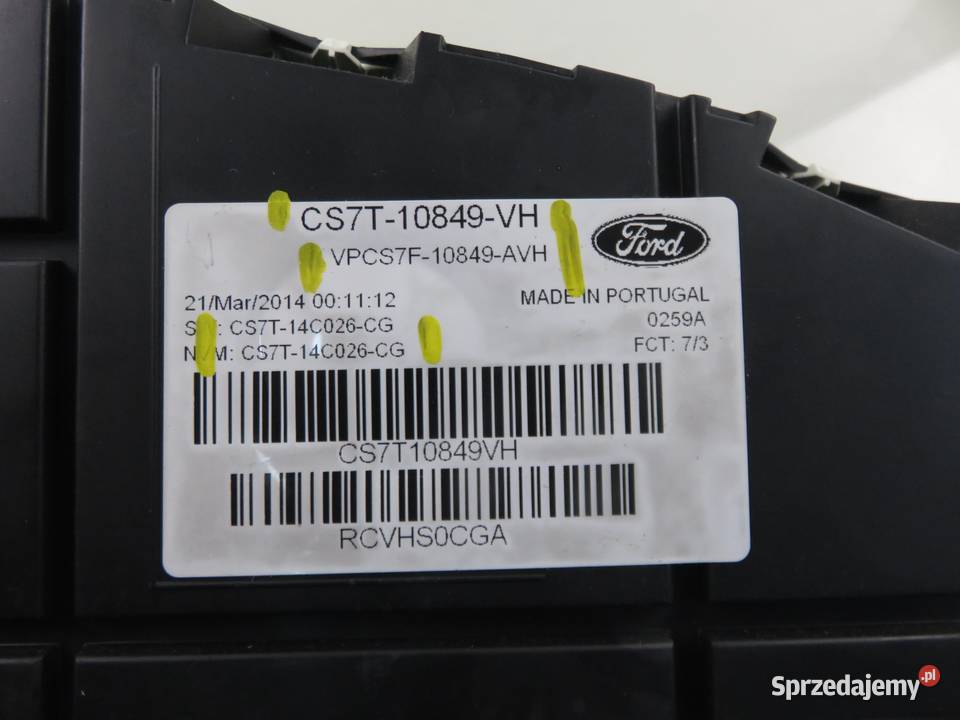 CS7T-10849-VH
VPCS7F-10849-AVH
Ford
21/Mar/2014 00:11:12
MADE IN PORTUGAL
CS7T-14C026-CG
0259A
CS7T-14C026-CG
FCT: 7/3
CS7T10849VH
RCVHS0CGA
Sprzedajemy.pl